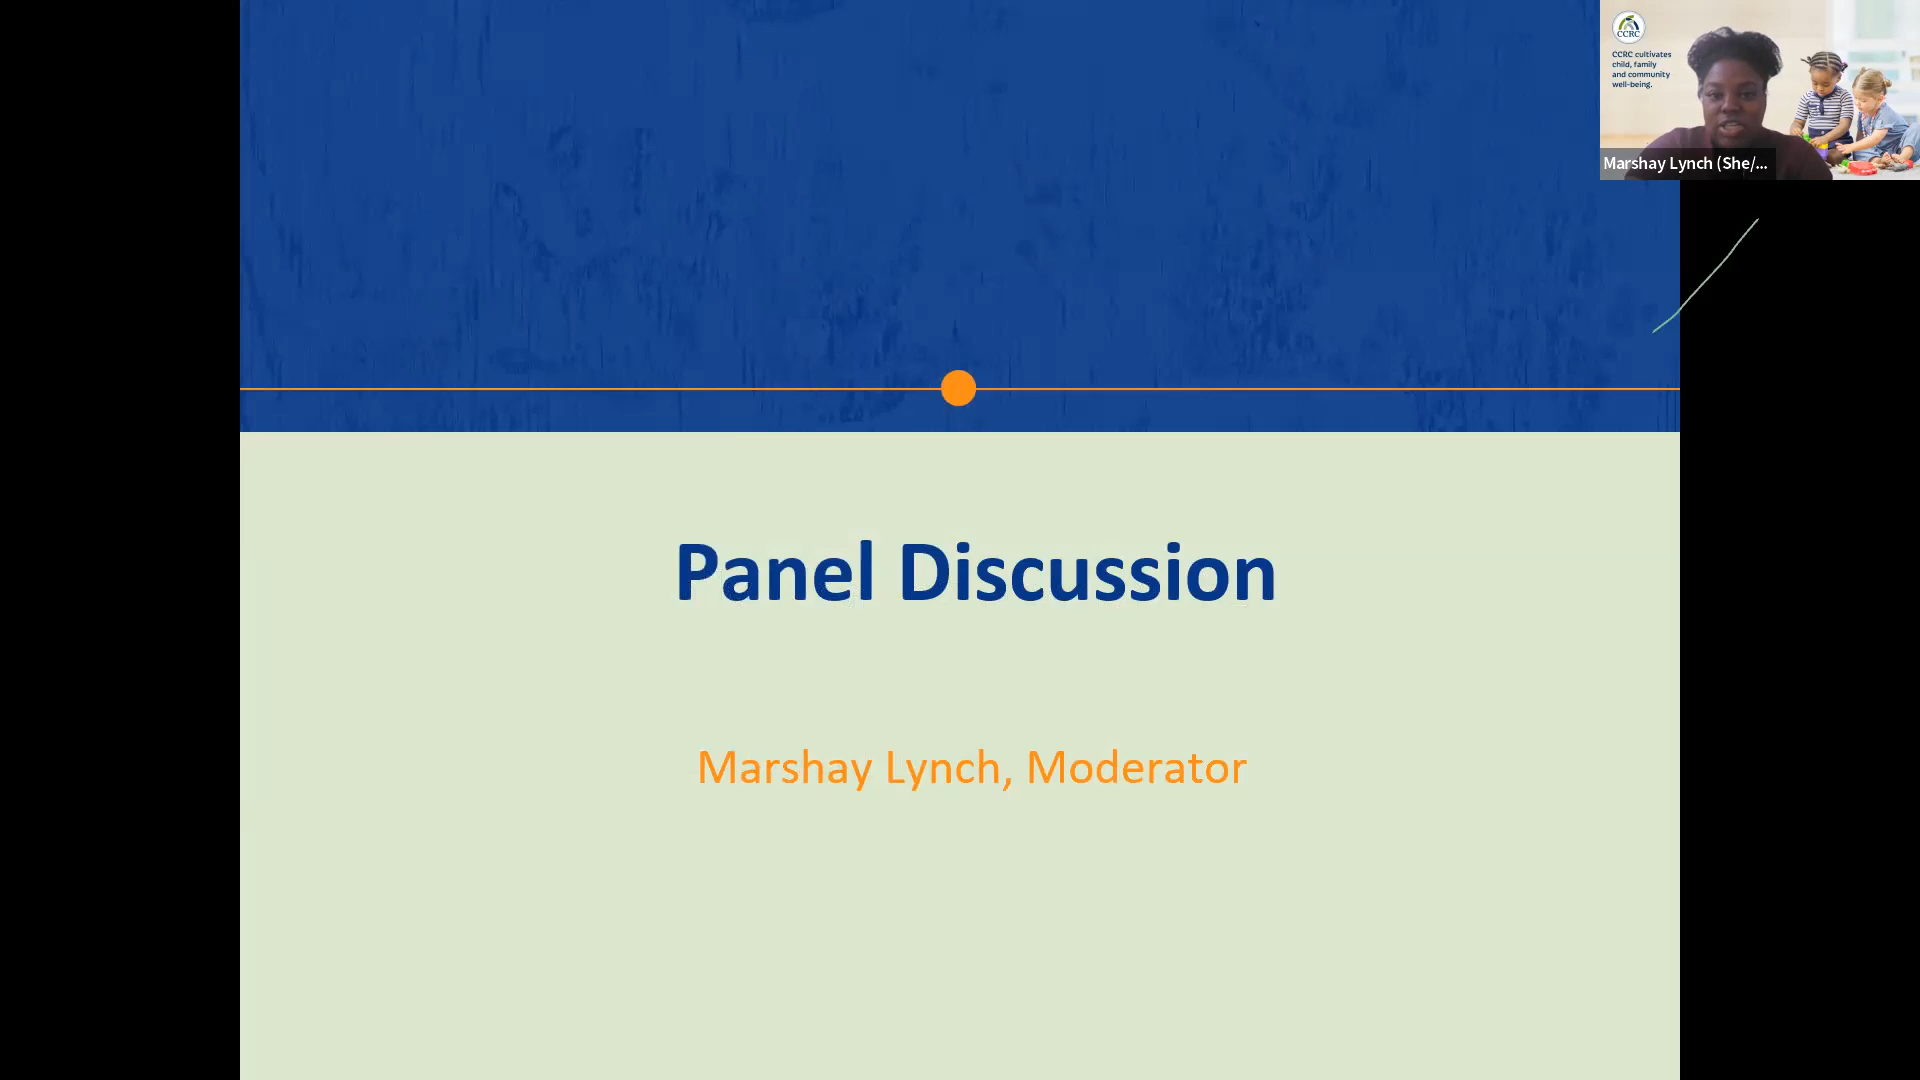 CCRC
CCRC cultivates
child, family
and community
well-being.
Marshay Lynch (She/...
Panel Discussion
Marshay Lynch, Moderator